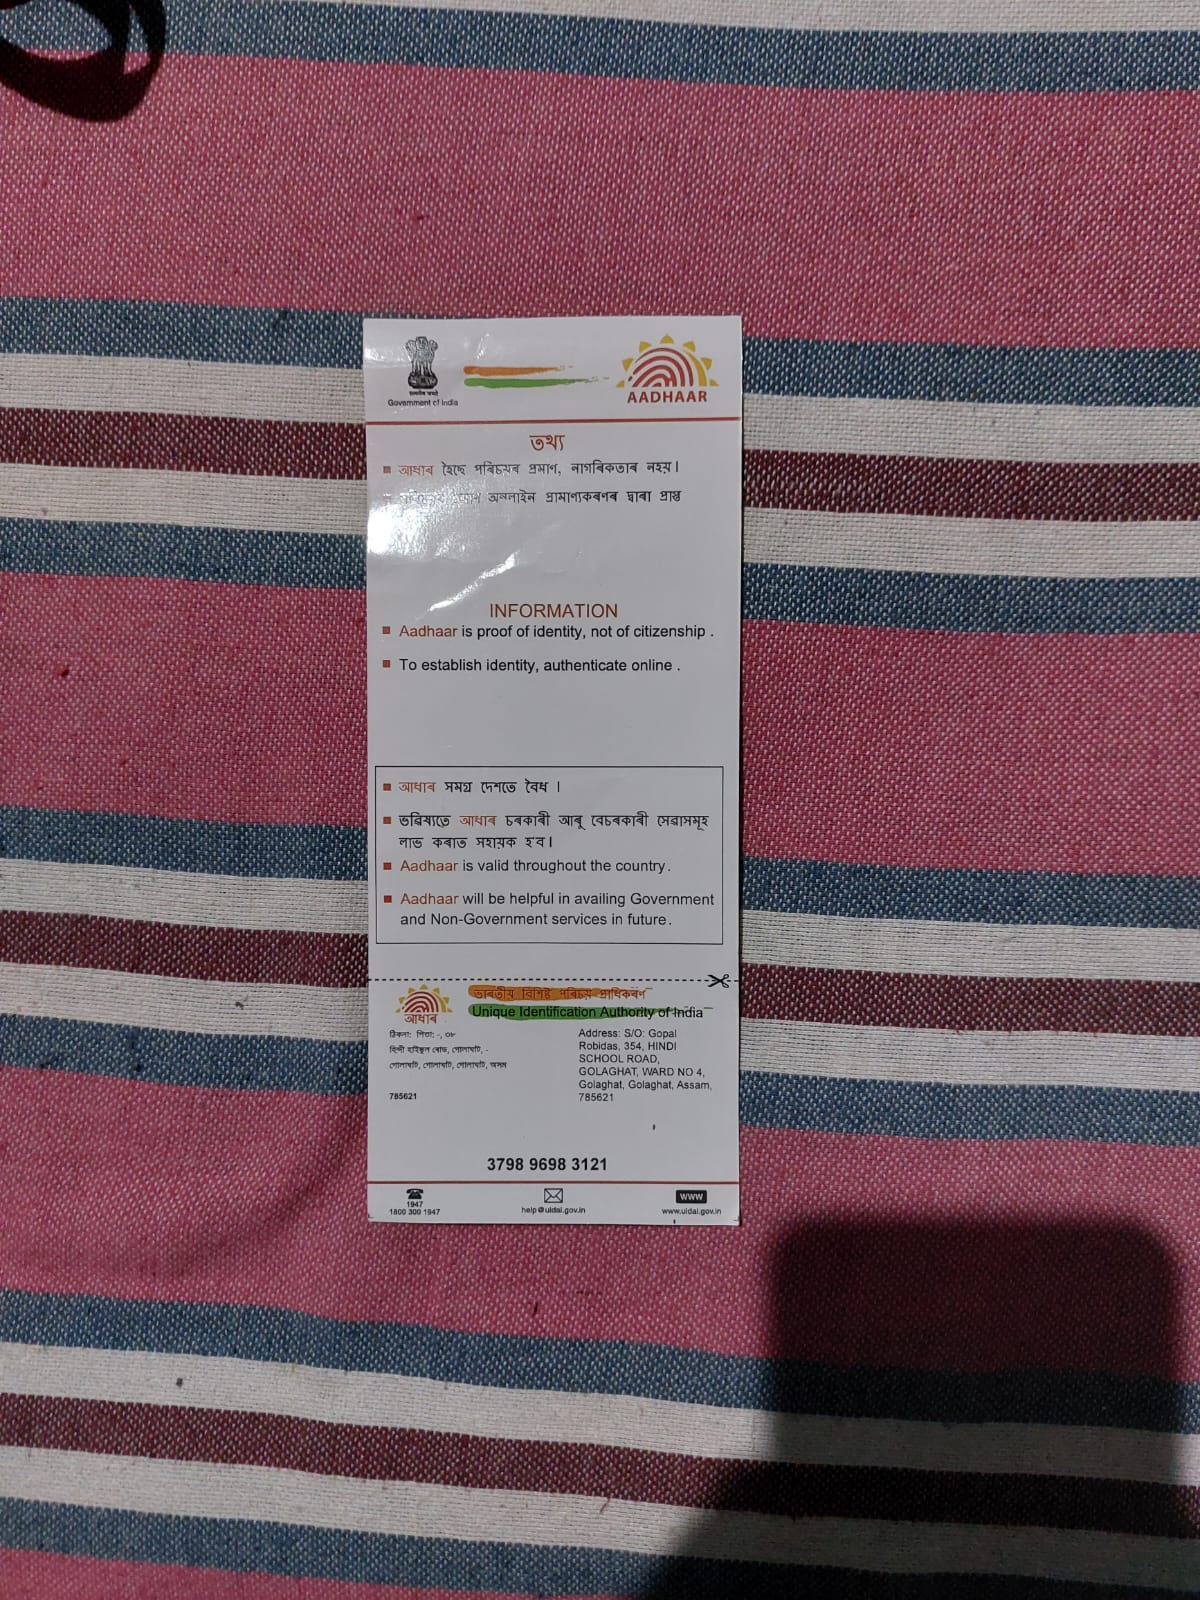 Government of India
AADHAAR
তথ্য
আধাৰ হৈছে পৰিচয়ৰ প্ৰমাণ, নাগৰিকতাৰ নহয়।
অনলাইন প্ৰামাণ্যকৰণৰ দ্বাৰা প্ৰাপ্ত
INFORMATION
Aadhaar is proof of identity, not of citizenship .
To establish identity, authenticate online .
আধাৰ সমগ্ৰ দেশতে বৈধ ।
ভৱিষ্যতে আধাৰ চৰকাৰী আৰু বেচৰকাৰী সেৱাসমূহ
লাভ কৰাত সহায়ক হ'ব।
Aadhaar is valid throughout the country.
Aadhaar will be helpful in availing Government
and Non-Government services in future.
ভাৰতীয় বিশিষ্ট পৰিচয় প্ৰাধিকৰণ
Unique Identification Authority of India
আধাৰ
ঠিকনা: পিতা: -, ৩৮
হিন্দী হাইস্কুল ৰোড, গোলাঘাট, -
গোলাঘাট, গোলাঘাট, গোলাঘাট, অসম
785621
Address: S/O: Gopal
Robidas, 354, HINDI
SCHOOL ROAD,
GOLAGHAT, WARD NO 4,
Golaghat, Golaghat, Assam,
785621
3798 9698 3121
1947
1800 300 1947
help@uidai.gov.in
www
www.uidai.gov.in